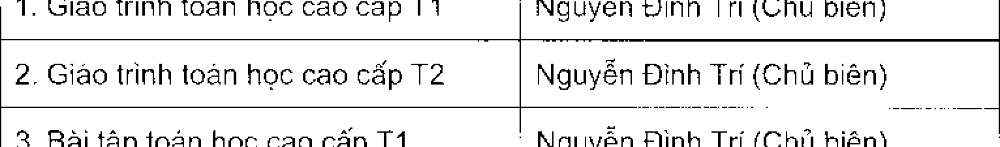 1. Giáo trình toán học cao cấp T1
Nguyễn Đình Trí (Chủ biên)
2. Giáo trình toán học cao cấp T2
Nguyễn Đình Trí (Chủ biên)
3. Bài tập toán học cao cấp T1
Nguyễn Đình Trí (Chủ biên)